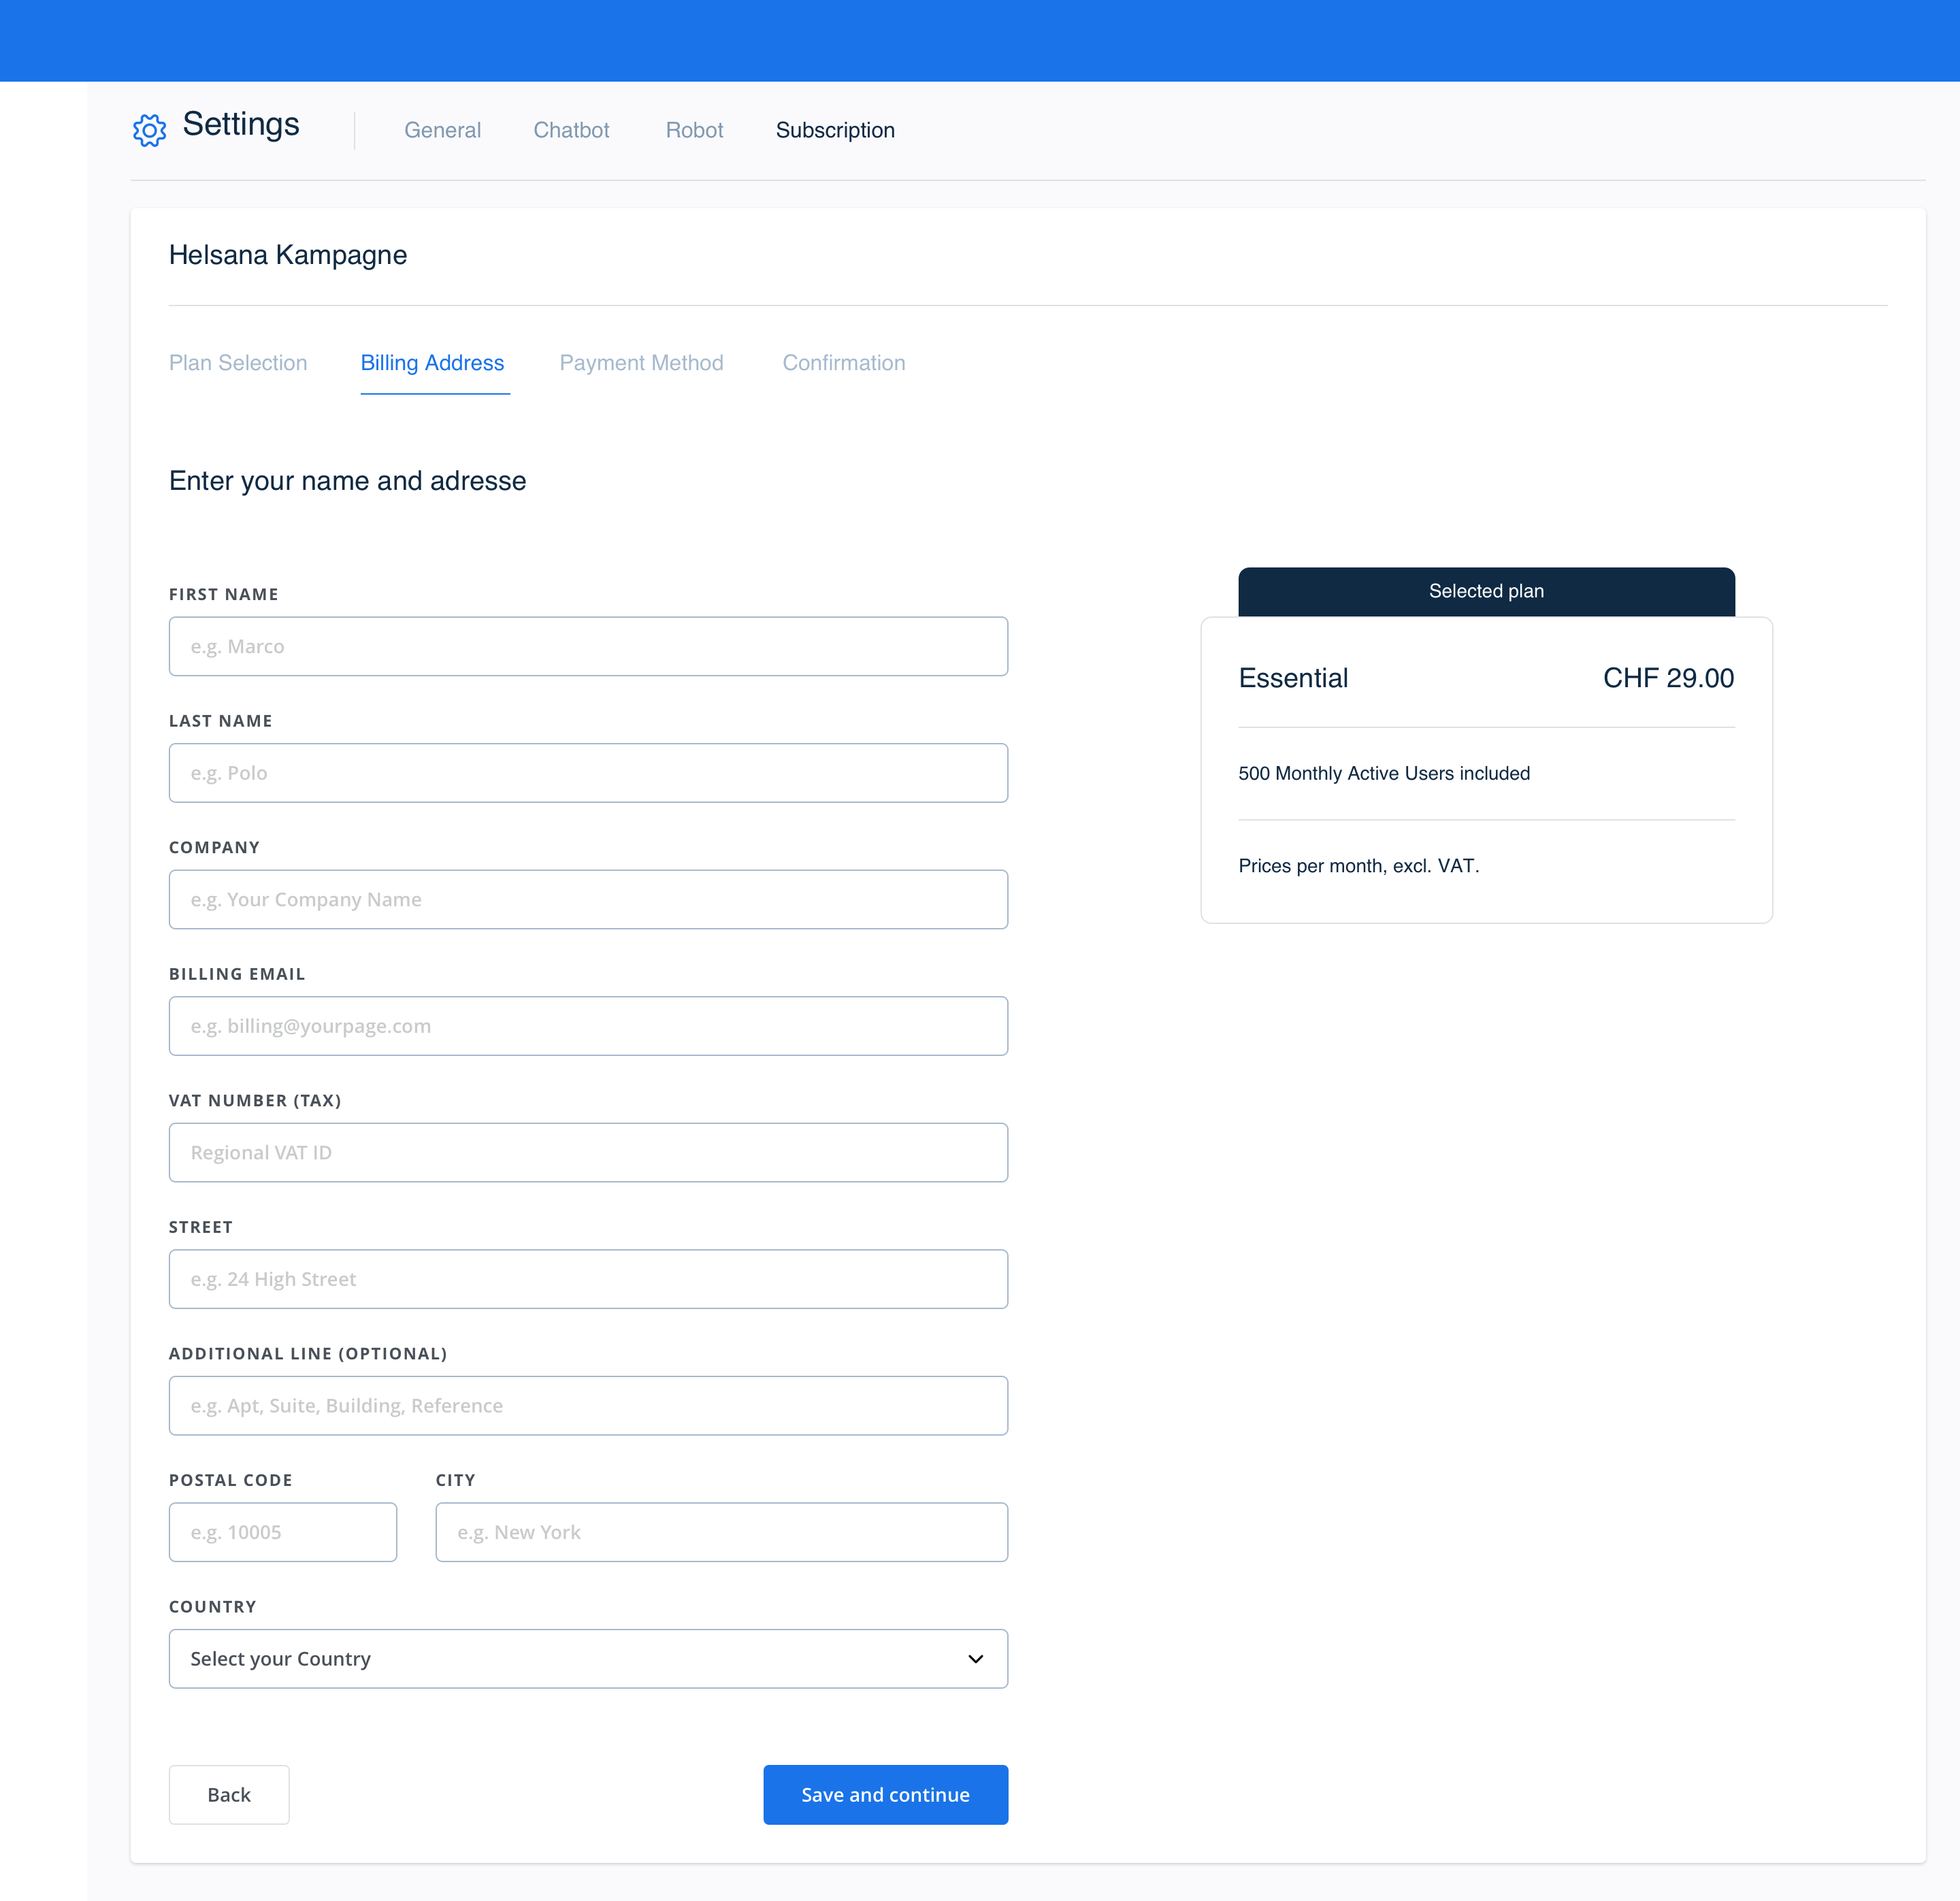 Settings
General Chatbot Robot Subscription
Helsana Kampagne
Plan Selection Billing Address Payment Method Confirmation
Enter your name and adresse
FIRST NAME
e.g. Marco
LAST NAME
e.g. Polo
COMPANY
e.g. Your Company Name
BILLING EMAIL
e.g. billing@yourpage.com
VAT NUMBER (TAX)
Regional VAT ID
STREET
e.g. 24 High Street
ADDITIONAL LINE (OPTIONAL)
e.g. Apt, Suite, Building, Reference
POSTAL CODE CITY
e.g. 10005 e.g. New York
COUNTRY
Select your Country
Back Save and continue
Selected plan
Essential CHF 29.00
500 Monthly Active Users included
Prices per month, excl. VAT.